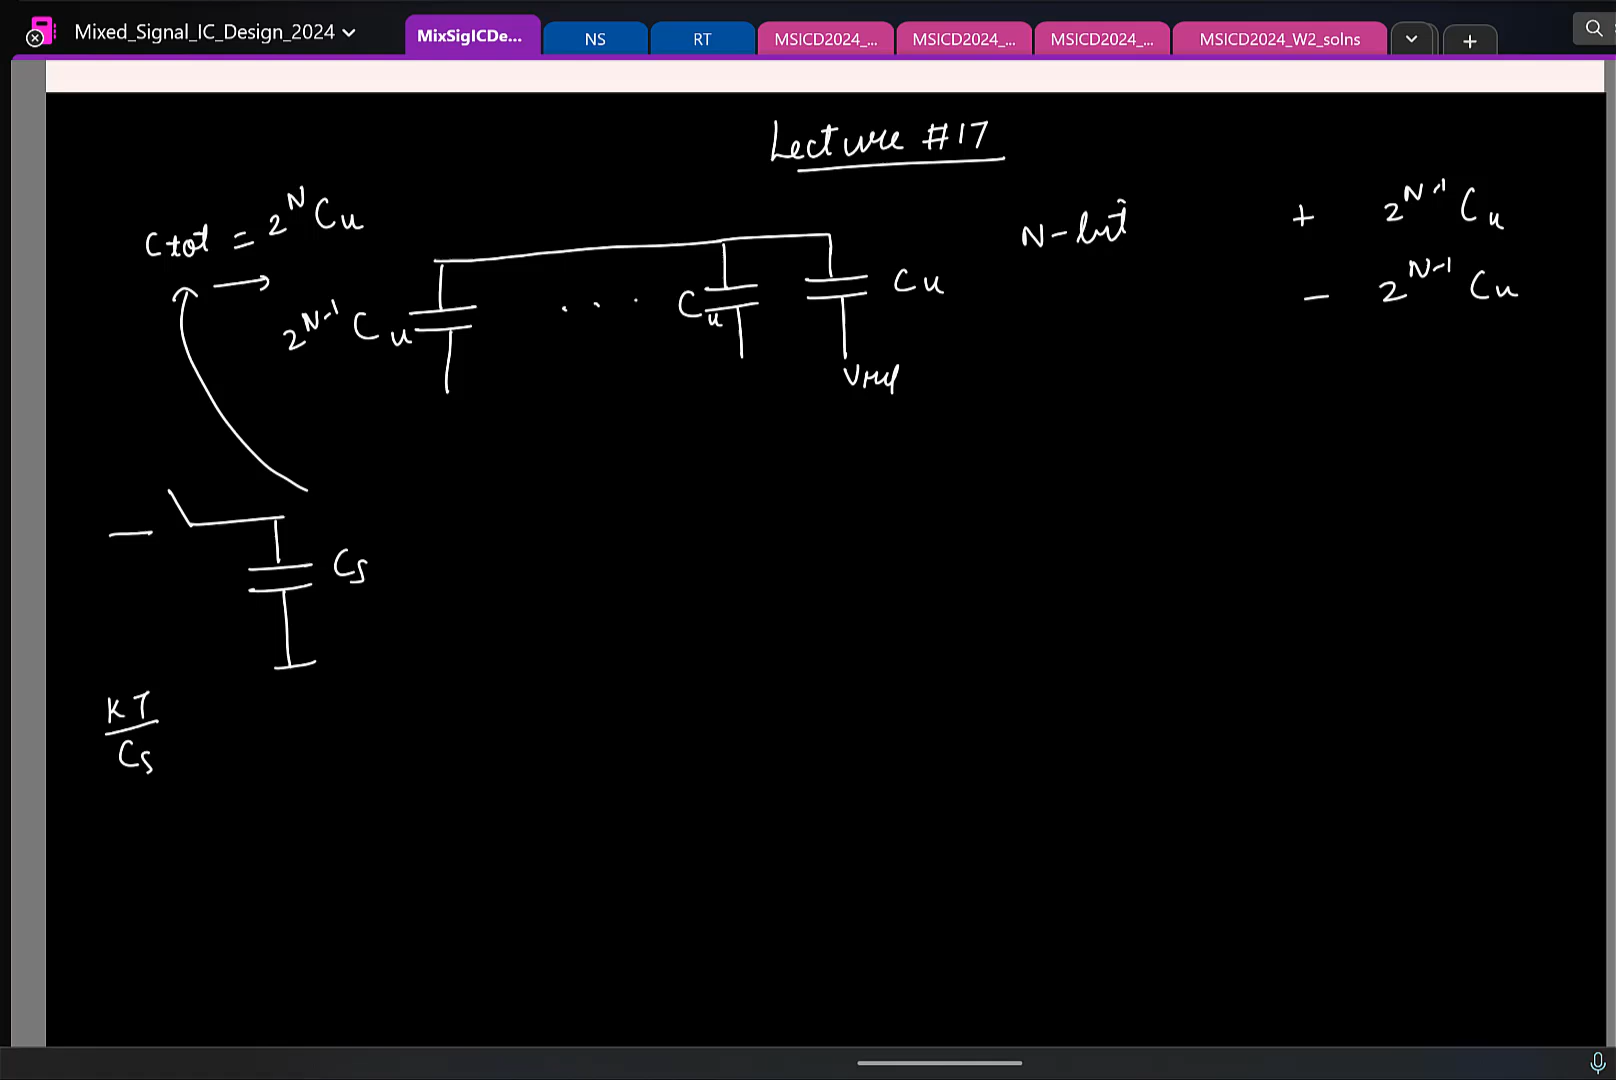 Mixed_Signal_IC_Design_2024
MixSigICDe...
NS
RT
MSICD2024_...
MSICD2024_...
MSICD2024_...
MSICD2024_W2_solns
Lecture #17
Ctot = 2^N Cu
N-bit
+ 2^{N-1} Cu
- 2^{N-1} Cu
2^{N-1} Cu
...
Cu
Cu
Vref
Cs
KT
Cs